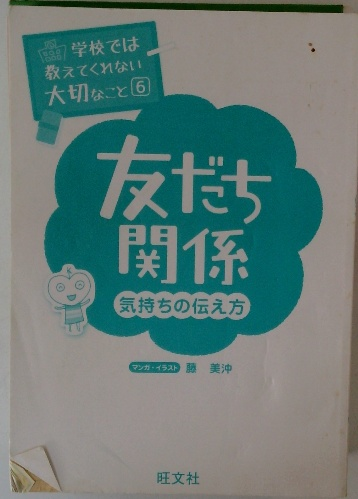 学校では
教えてくれない
大切なこと 6
友だち
関係
気持ちの伝え方
マンガ・イラスト 藤 美沖
旺文社